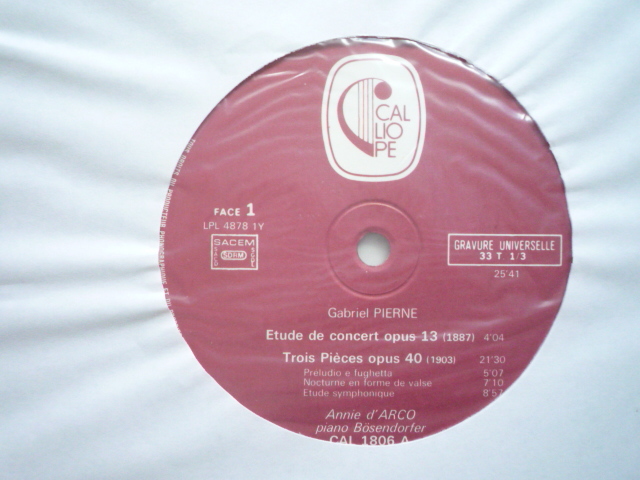 CAL
LIO
PE
FACE 1
LPL 4878 1Y
SACEM
SDRM
GRAVURE UNIVERSELLE
33 T 1/3
25'41
Gabriel PIERNE
Etude de concert opus 13 (1887) 4'04
Trois Pièces opus 40 (1903) 21'30
Préludio e fughetta 5'07
Nocturne en forme de valse 7'10
Etude symphonique 8'57
Annie d'ARCO
piano Bösendorfer
CAL 1806 A